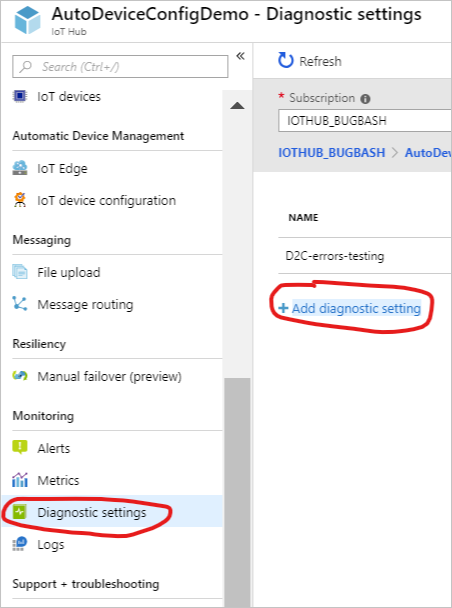 AutoDeviceConfigDemo - Diagnostic settings
IoT Hub
Search (Ctrl+/)
«
IoT devices
Automatic Device Management
IoT Edge
IoT device configuration
Messaging
File upload
Message routing
Resiliency
Manual failover (preview)
Monitoring
Alerts
Metrics
Diagnostic settings
Logs
Support + troubleshooting
Refresh
* Subscription
IOTHUB_BUGBASH
IOTHUB_BUGBASH > AutoDev
NAME
D2C-errors-testing
+ Add diagnostic setting